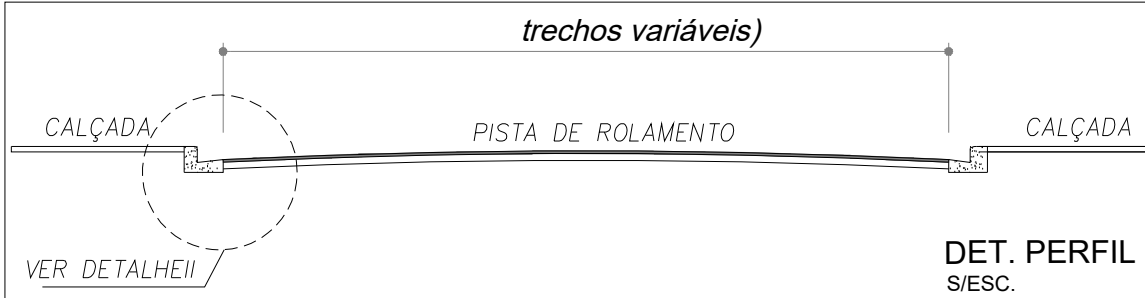 trechos variáveis)
CALÇADA
PISTA DE ROLAMENTO
CALÇADA
VER DETALHEII
DET. PERFIL
S/ESC.